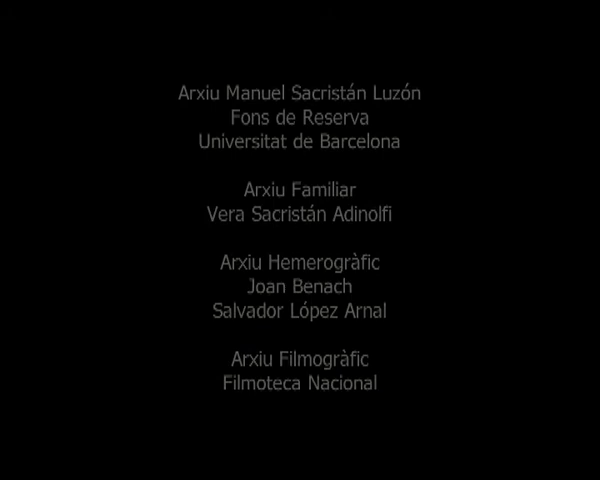 Arxiu Manuel Sacristán Luzón
Fons de Reserva
Universitat de Barcelona
Arxiu Familiar
Vera Sacristán Adinolfi
Arxiu Hemerogràfic
Joan Benach
Salvador López Arnal
Arxiu Filmogràfic
Filmoteca Nacional